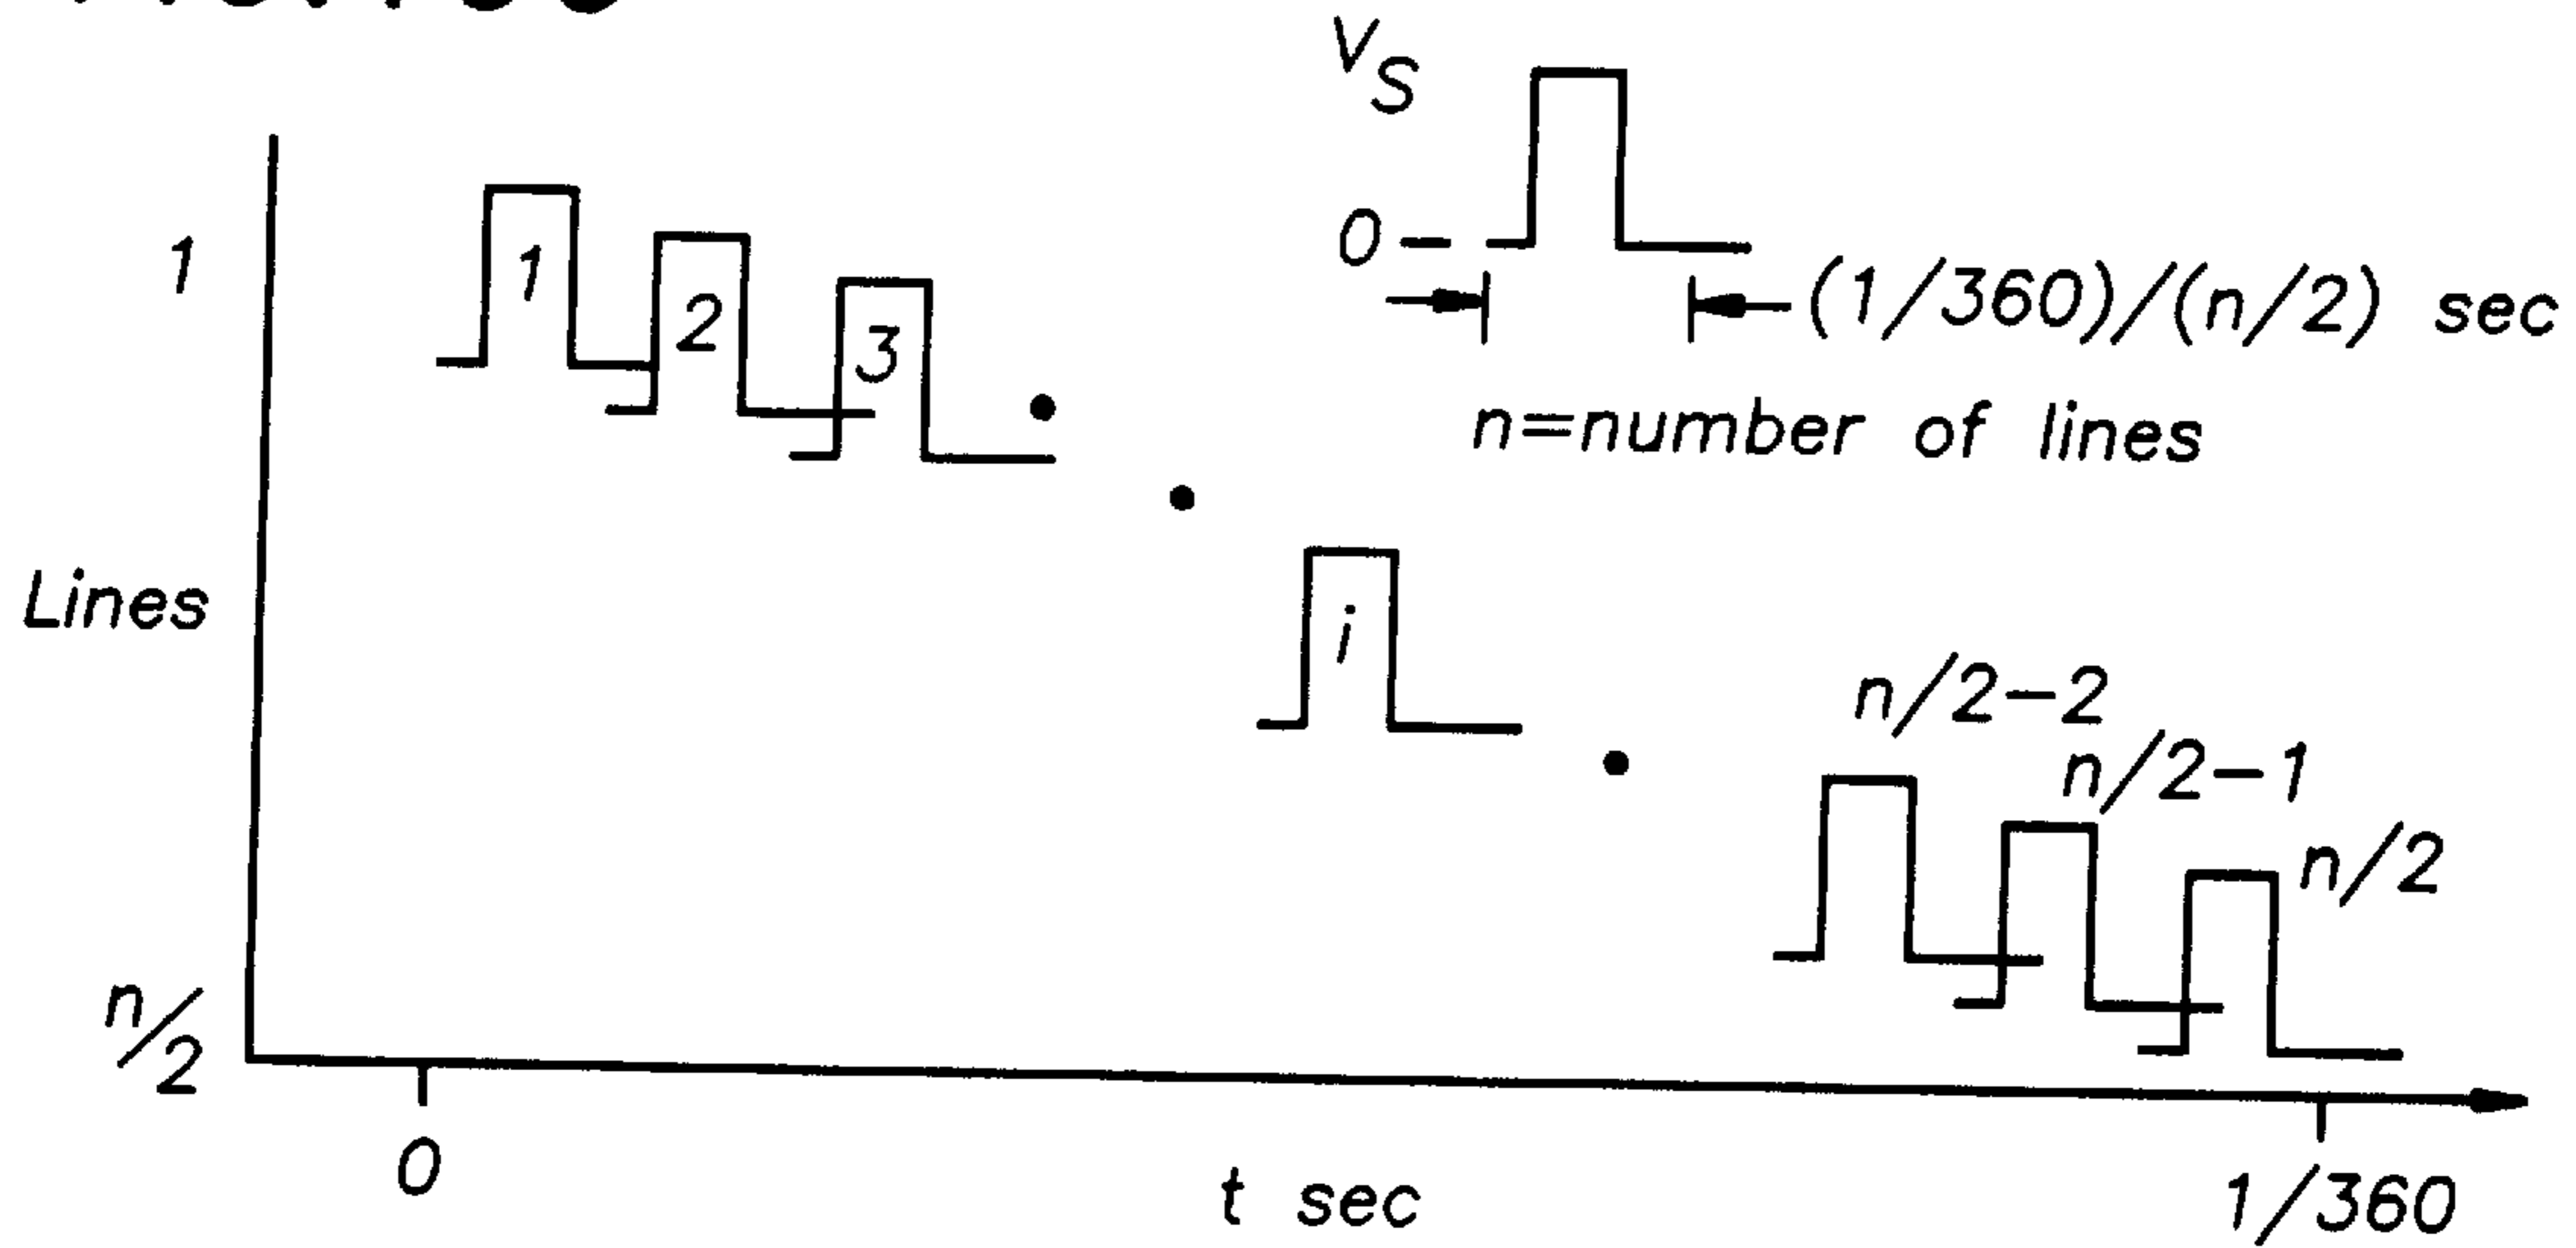 V_S
0
(1/360)/(n/2) sec
n=number of lines
1
1
2
3
Lines
i
n/2-2
n/2-1
n/2
n/2
0
t sec
1/360